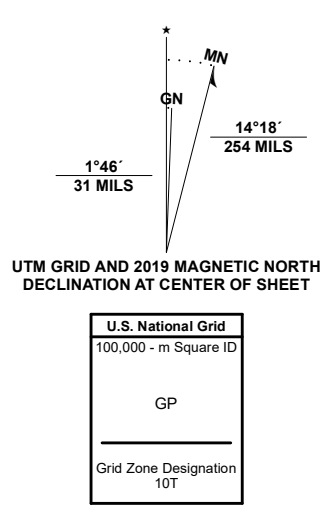 ★
MN
GN
14°18´
254 MILS
1°46´
31 MILS
UTM GRID AND 2019 MAGNETIC NORTH
DECLINATION AT CENTER OF SHEET
U.S. National Grid
100,000 - m Square ID
GP
Grid Zone Designation
10T